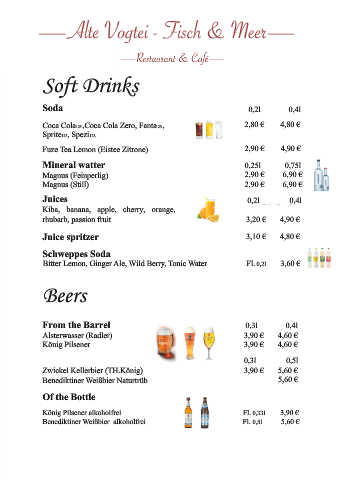 Alte Vogtei - Fisch & Meer
Restaurant & Café
Soft Drinks
Soda 0,2l 0,4l
Coca Cola, Coca Cola Zero, Fanta, 2,80 € 4,80 €
Sprite, Spezi
Fuze Tea Lemon (Eistee Zitrone) 2,90 € 4,90 €
Mineral watter 0,25l 0,75l
Magnus (Feinperlig) 2,90 € 6,90 €
Magnus (Still) 2,90 € 6,90 €
Juices 0,2l 0,4l
Kiba, banana, apple, cherry, orange,
rhubarb, passion fruit 3,20 € 4,90 €
Juice spritzer 3,10 € 4,80 €
Schweppes Soda
Bitter Lemon, Ginger Ale, Wild Berry, Tonic Water Fl. 0,2l 3,60 €
Beers
From the Barrel 0,3l 0,4l
Alsterwasser (Radler) 3,90 € 4,60 €
König Pilsener 3,90 € 4,60 €
0,3l 0,5l
Zwickel Kellerbier (TH.König) 3,90 € 5,60 €
Benediktiner Weißbier Naturtrüb 5,60 €
Of the Bottle
König Pilsener alkoholfrei Fl. 0,33l 3,90 €
Benediktiner Weißbier alkoholfrei Fl. 0,5l 5,60 €